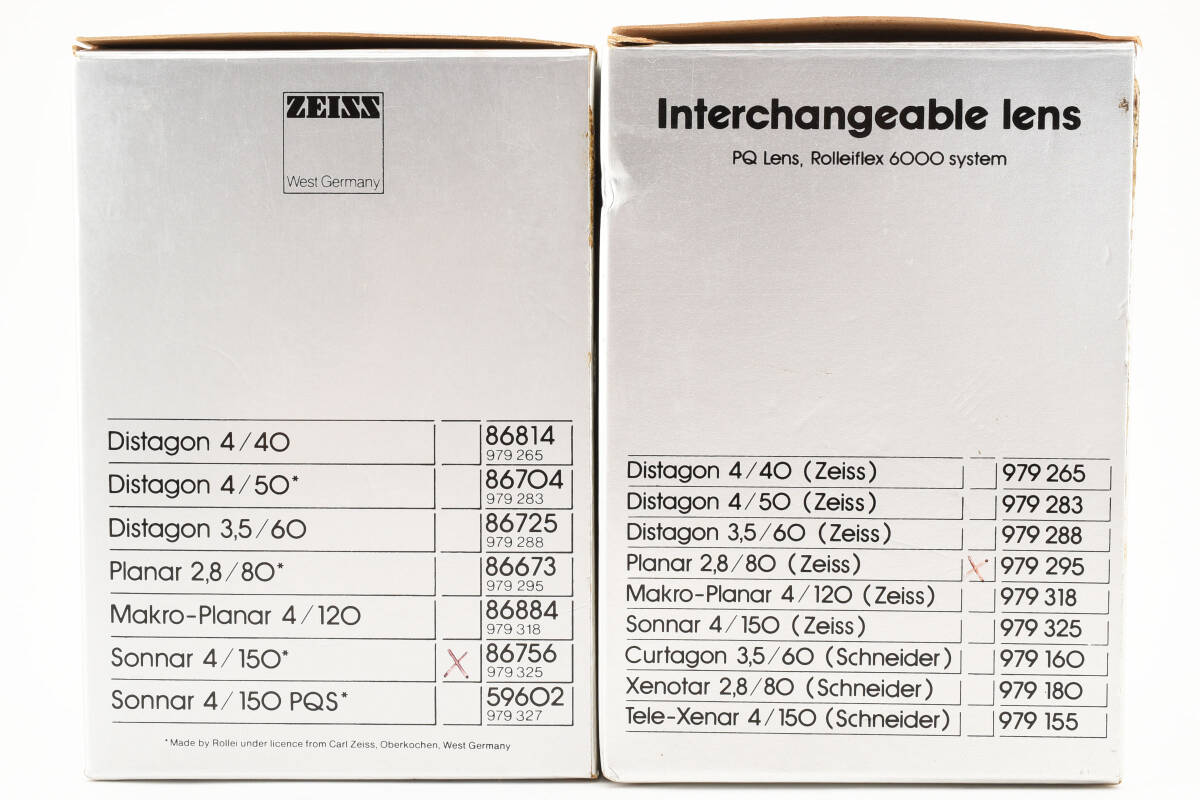 ZEISS
West Germany
Distagon 4/40 86814
979 265
Distagon 4/50* 86704
979 283
Distagon 3,5/60 86725
979 288
Planar 2,8/80* 86673
979 295
Makro-Planar 4/120 86884
979 318
Sonnar 4/150* X 86756
979 325
Sonnar 4/150 PQS* 59602
979 327
*Made by Rollei under licence from Carl Zeiss, Oberkochen, West Germany
Interchangeable lens
PQ Lens, Rolleiflex 6000 system
Distagon 4/40 (Zeiss) 979 265
Distagon 4/50 (Zeiss) 979 283
Distagon 3,5/60 (Zeiss) 979 288
Planar 2,8/80 (Zeiss) X 979 295
Makro-Planar 4/120 (Zeiss) 979 318
Sonnar 4/150 (Zeiss) 979 325
Curtagon 3,5/60 (Schneider) 979 160
Xenotar 2,8/80 (Schneider) 979 180
Tele-Xenar 4/150 (Schneider) 979 155